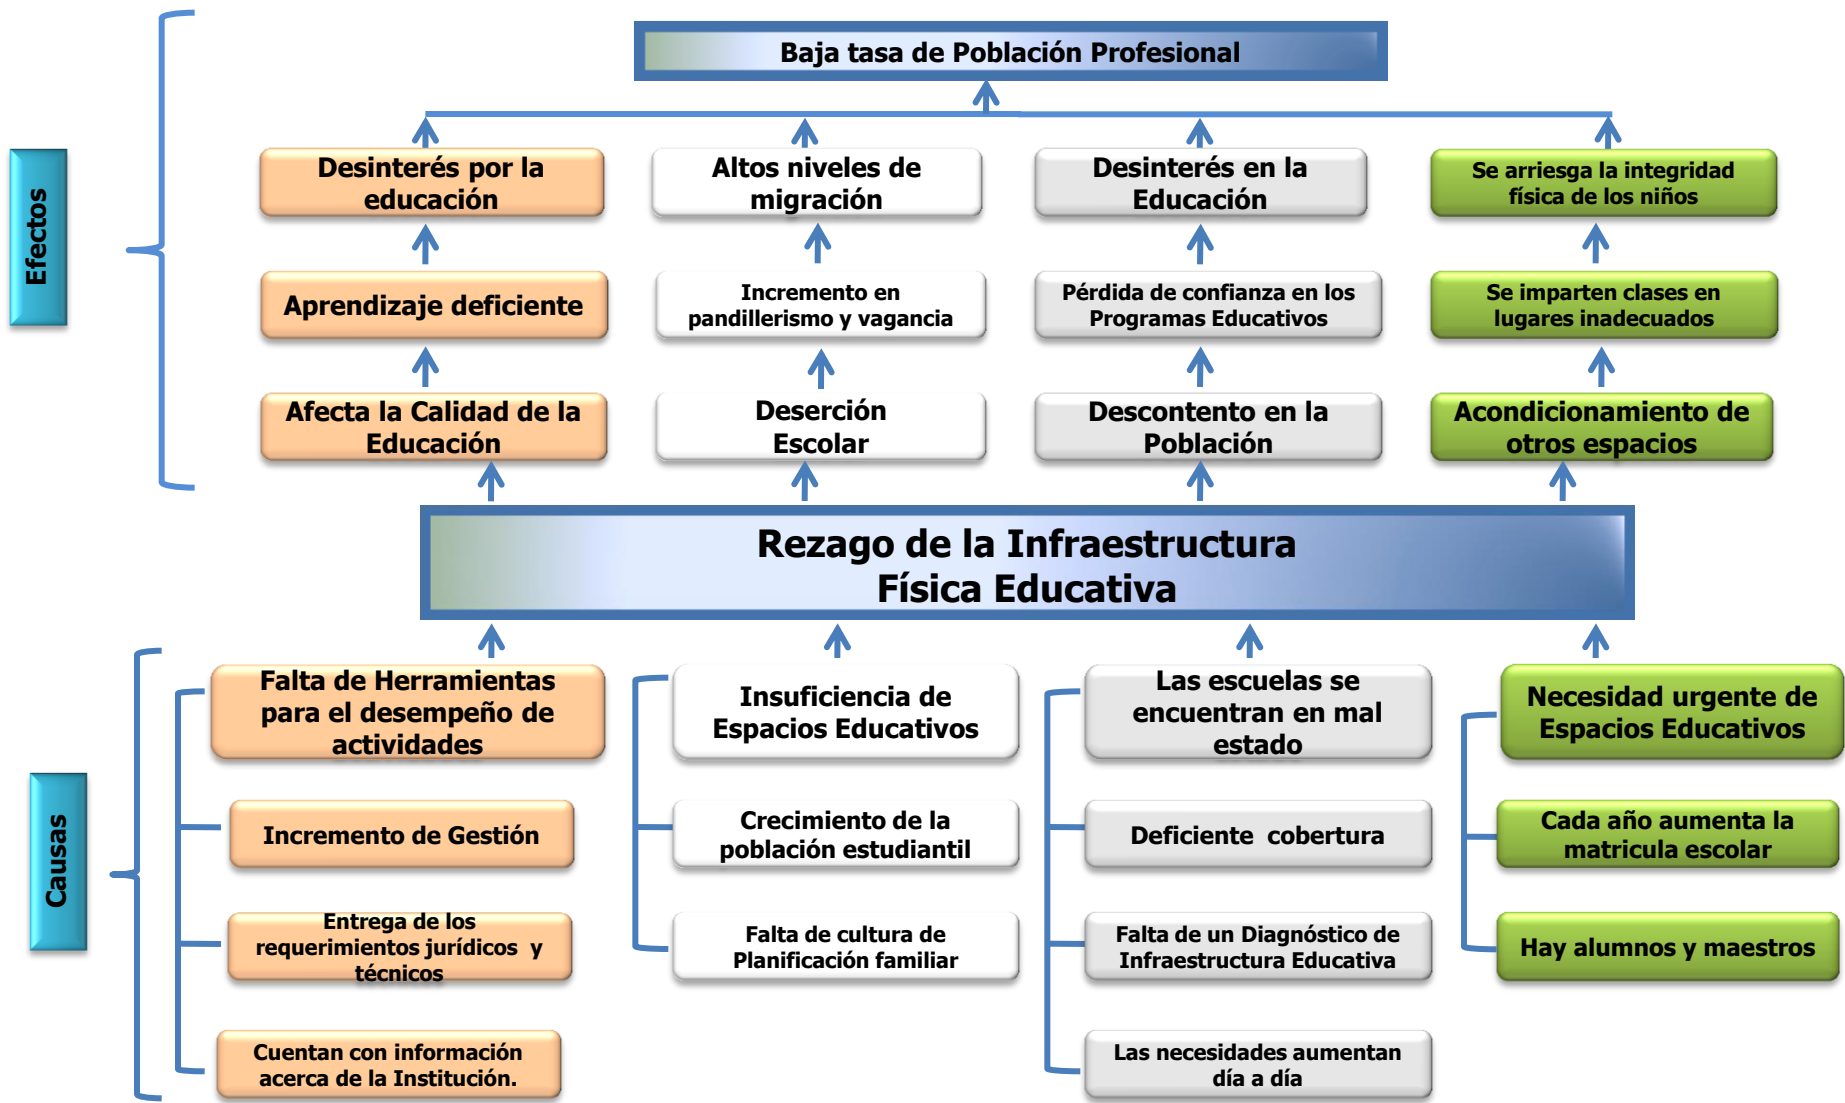 Baja tasa de Población Profesional
Efectos
Desinterés por la
educación
Altos niveles de
migración
Desinterés en la
Educación
Se arriesga la integridad
física de los niños
Aprendizaje deficiente
Incremento en
pandillerismo y vagancia
Pérdida de confianza en los
Programas Educativos
Se imparten clases en
lugares inadecuados
Afecta la Calidad de la
Educación
Deserción
Escolar
Descontento en la
Población
Acondicionamiento de
otros espacios
Rezago de la Infraestructura
Física Educativa
Causas
Falta de Herramientas
para el desempeño de
actividades
Insuficiencia de
Espacios Educativos
Las escuelas se
encuentran en mal
estado
Necesidad urgente de
Espacios Educativos
Incremento de Gestión
Crecimiento de la
población estudiantil
Deficiente cobertura
Cada año aumenta la
matricula escolar
Entrega de los
requerimientos jurídicos y
técnicos
Falta de cultura de
Planificación familiar
Falta de un Diagnóstico de
Infraestructura Educativa
Hay alumnos y maestros
Cuentan con información
acerca de la Institución.
Las necesidades aumentan
día a día